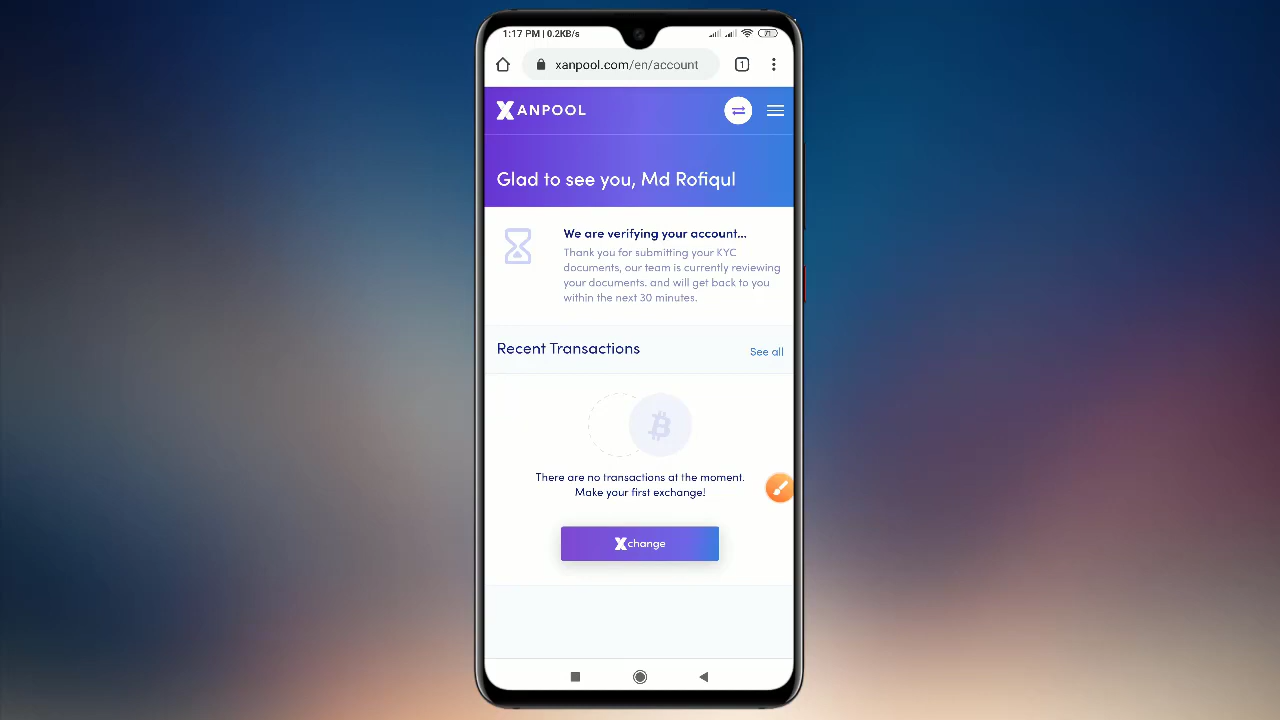 1:17 PM | 0.2KB/s
71
xanpool.com/en/account
1
XANPOOL
Glad to see you, Md Rofiqul
We are verifying your account...
Thank you for submitting your KYC
documents, our team is currently reviewing
your documents. and will get back to you
within the next 30 minutes.
Recent Transactions
See all
There are no transactions at the moment.
Make your first exchange!
Xchange